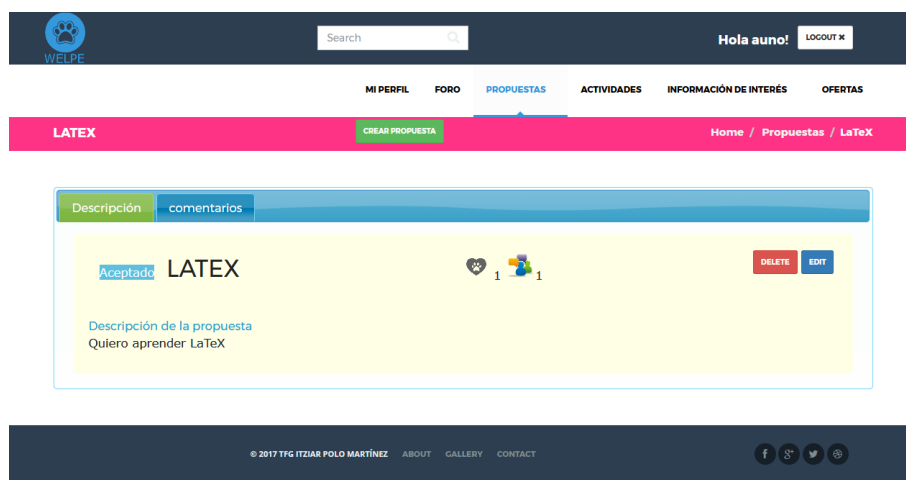 WELPE
Search
Hola auno!
LOGOUT ×
MI PERFIL FORO PROPUESTAS ACTIVIDADES INFORMACIÓN DE INTERÉS OFERTAS
LATEX
CREAR PROPUESTA
Home / Propuestas / LaTeX
Descripción comentarios
Aceptado LATEX
1 1
DELETE EDIT
Descripción de la propuesta
Quiero aprender LaTeX
© 2017 TFG ITZIAR POLO MARTÍNEZ ABOUT GALLERY CONTACT